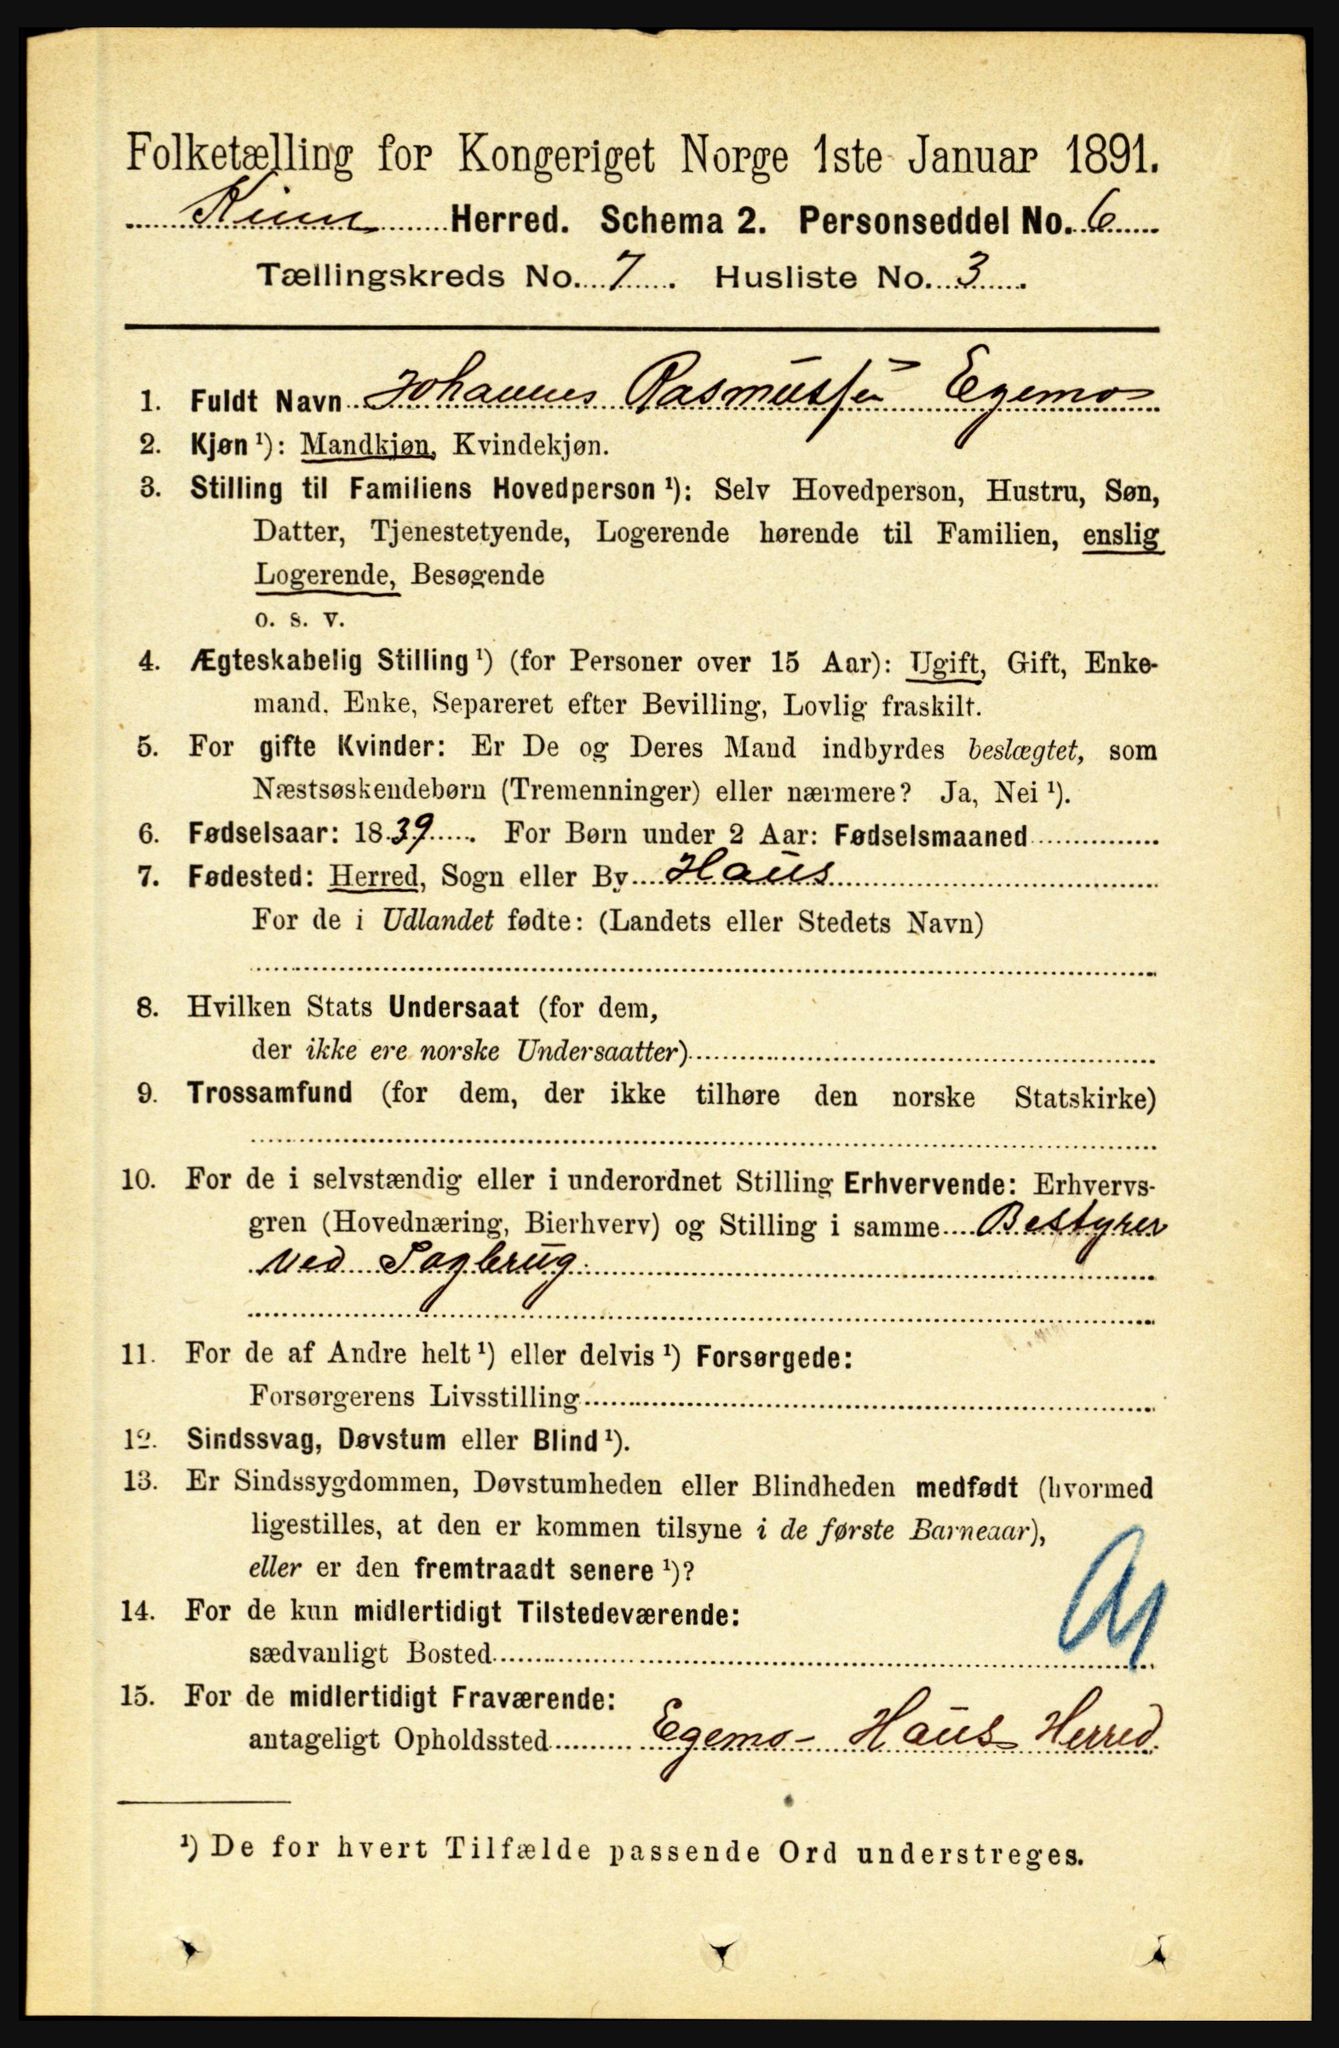 Folketælling for Kongeriget Norge 1ste Januar 1891.
Kinn Herred. Schema 2. Personseddel No. 6
Tællingskreds No. 7. Husliste No. 3.
1. Fuldt Navn Johannes Rasmussen Egemo
2. Kjøn ¹): Mandkjøn, Kvindekjøn.
3. Stilling til Familiens Hovedperson ¹): Selv Hovedperson, Hustru, Søn,
Datter, Tjenestetyende, Logerende hørende til Familien, enslig
Logerende, Besøgende
o. s. v.
4. Ægteskabelig Stilling ¹) (for Personer over 15 Aar): Ugift, Gift, Enke-
mand, Enke, Separeret efter Bevilling, Lovlig fraskilt.
5. For gifte Kvinder: Er De og Deres Mand indbyrdes beslægtet, som
Næstsøskendebørn (Tremenninger) eller nærmere? Ja, Nei ¹).
6. Fødselsaar: 1839. For Børn under 2 Aar: Fødselsmaaned
7. Fødested: Herred, Sogn eller By Haus
For de i Udlandet fødte: (Landets eller Stedets Navn)
8. Hvilken Stats Undersaat (for dem,
der ikke ere norske Undersaatter)
9. Trossamfund (for dem, der ikke tilhøre den norske Statskirke)
10. For de i selvstændig eller i underordnet Stilling Erhvervende: Erhvervs-
gren (Hovednæring, Bierhverv) og Stilling i samme Bestyrer
ved Sagbrug.
11. For de af Andre helt ¹) eller delvis ¹) Forsørgede:
Forsørgerens Livsstilling
12. Sindssvag, Døvstum eller Blind ¹).
13. Er Sindssygdommen, Døvstumheden eller Blindheden medfødt (hvormed
ligestilles, at den er kommen tilsyne i de første Barneaar),
eller er den fremtraadt senere ¹)?
14. For de kun midlertidigt Tilstedeværende:
sædvanligt Bosted
15. For de midlertidigt Fraværende:
antageligt Opholdssted Egemo - Haus Herred.
¹) De for hvert Tilfælde passende Ord understreges.